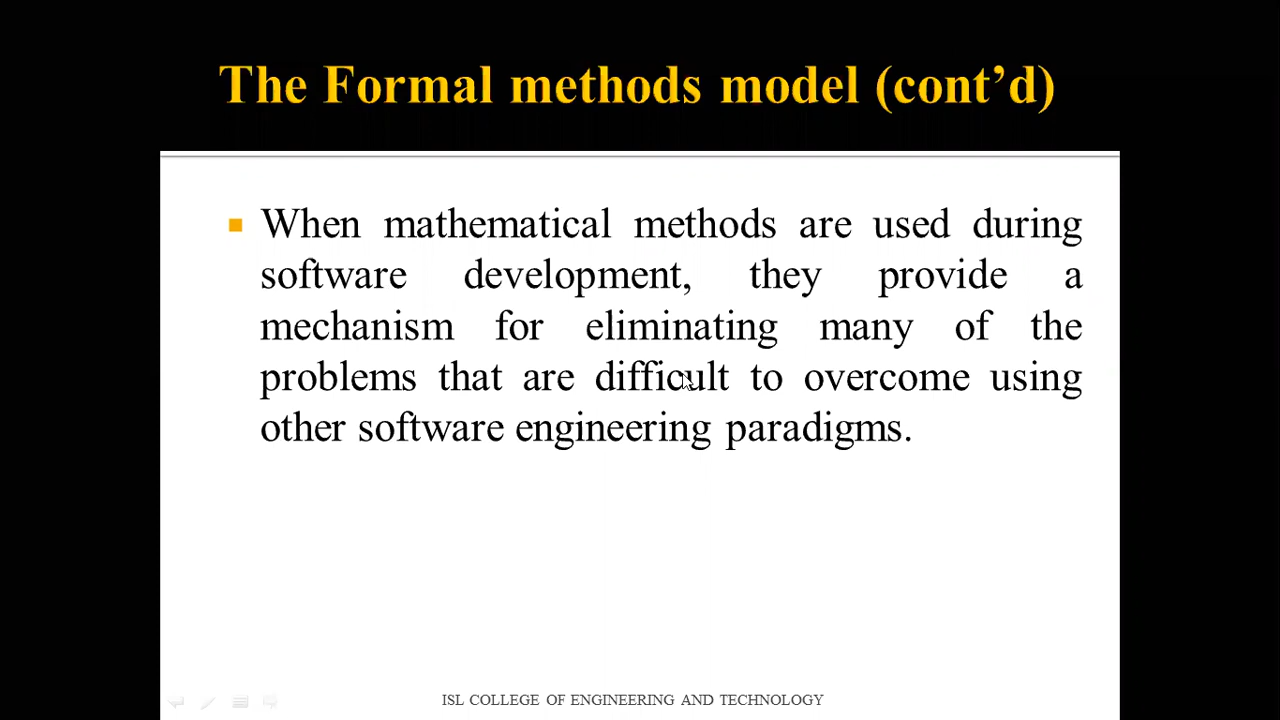 The Formal methods model (cont’d)
When mathematical methods are used during
software development, they provide a
mechanism for eliminating many of the
problems that are difficult to overcome using
other software engineering paradigms.
ISL COLLEGE OF ENGINEERING AND TECHNOLOGY